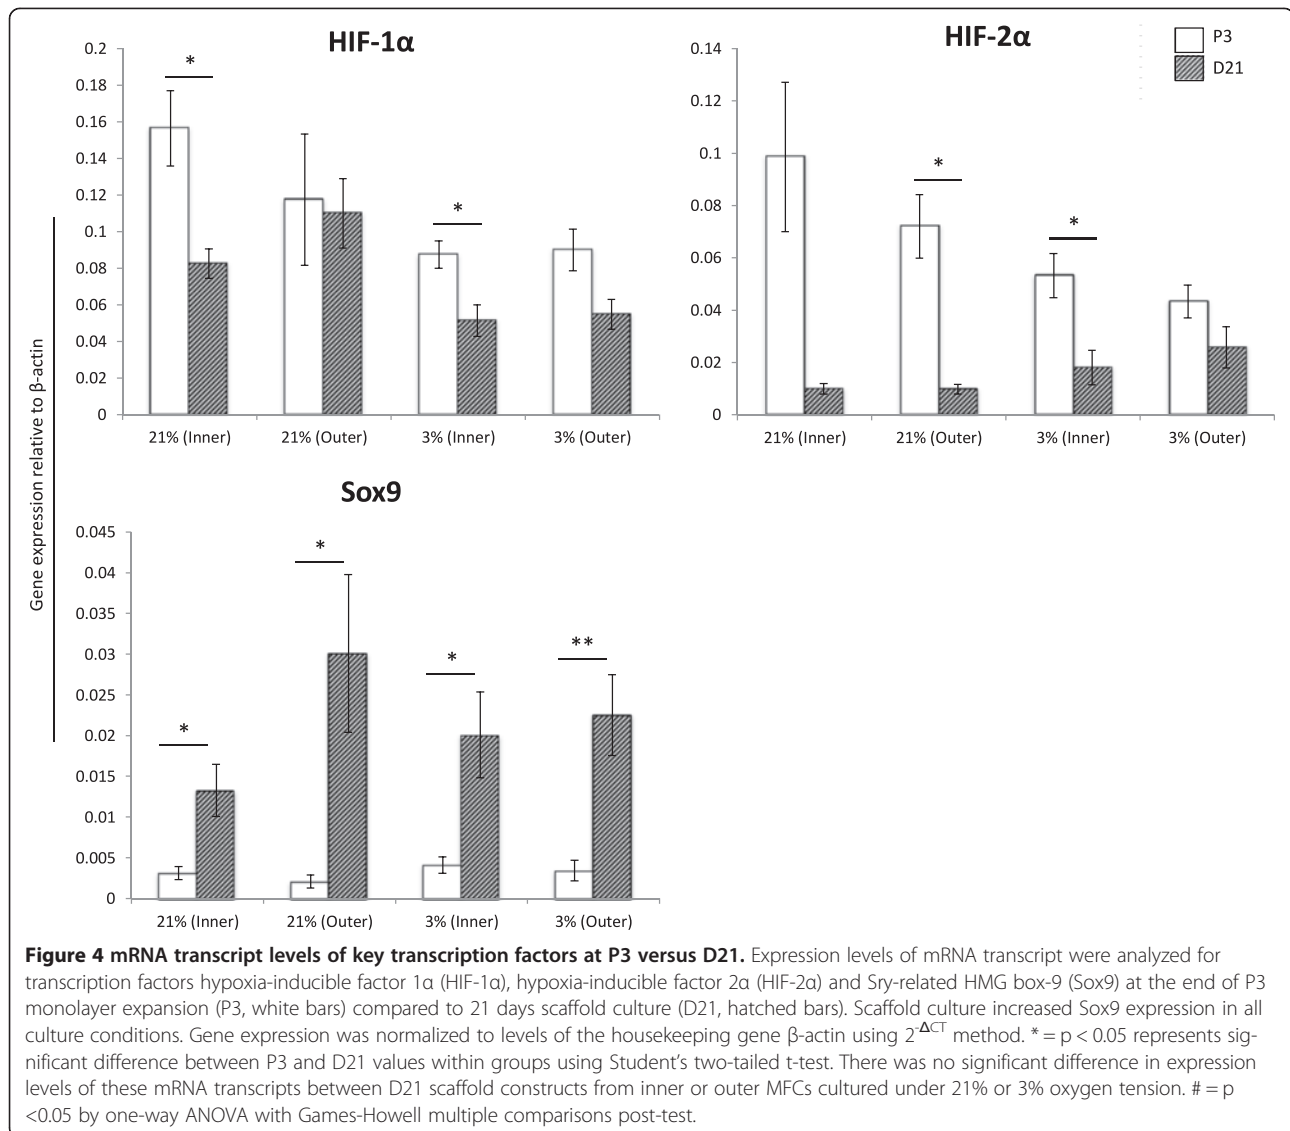 HIF-1α
0.2
0.18
0.16
0.14
0.12
0.1
0.08
0.06
0.04
0.02
0
*
*
21% (Inner) 21% (Outer) 3% (Inner) 3% (Outer)
HIF-2α
P3
D21
0.14
0.12
0.1
0.08
0.06
0.04
0.02
0
*
*
21% (Inner) 21% (Outer) 3% (Inner) 3% (Outer)
Gene expression relative to β-actin
Sox9
0.045
0.04
0.035
0.03
0.025
0.02
0.015
0.01
0.005
0
*
*
*
**
21% (Inner) 21% (Outer) 3% (Inner) 3% (Outer)
Figure 4 mRNA transcript levels of key transcription factors at P3 versus D21. Expression levels of mRNA transcript were analyzed for
transcription factors hypoxia-inducible factor 1α (HIF-1α), hypoxia-inducible factor 2α (HIF-2α) and Sry-related HMG box-9 (Sox9) at the end of P3
monolayer expansion (P3, white bars) compared to 21 days scaffold culture (D21, hatched bars). Scaffold culture increased Sox9 expression in all
culture conditions. Gene expression was normalized to levels of the housekeeping gene β-actin using 2^-ΔCT method. * = p < 0.05 represents sig-
nificant difference between P3 and D21 values within groups using Student's two-tailed t-test. There was no significant difference in expression
levels of these mRNA transcripts between D21 scaffold constructs from inner or outer MFCs cultured under 21% or 3% oxygen tension. # = p
<0.05 by one-way ANOVA with Games-Howell multiple comparisons post-test.